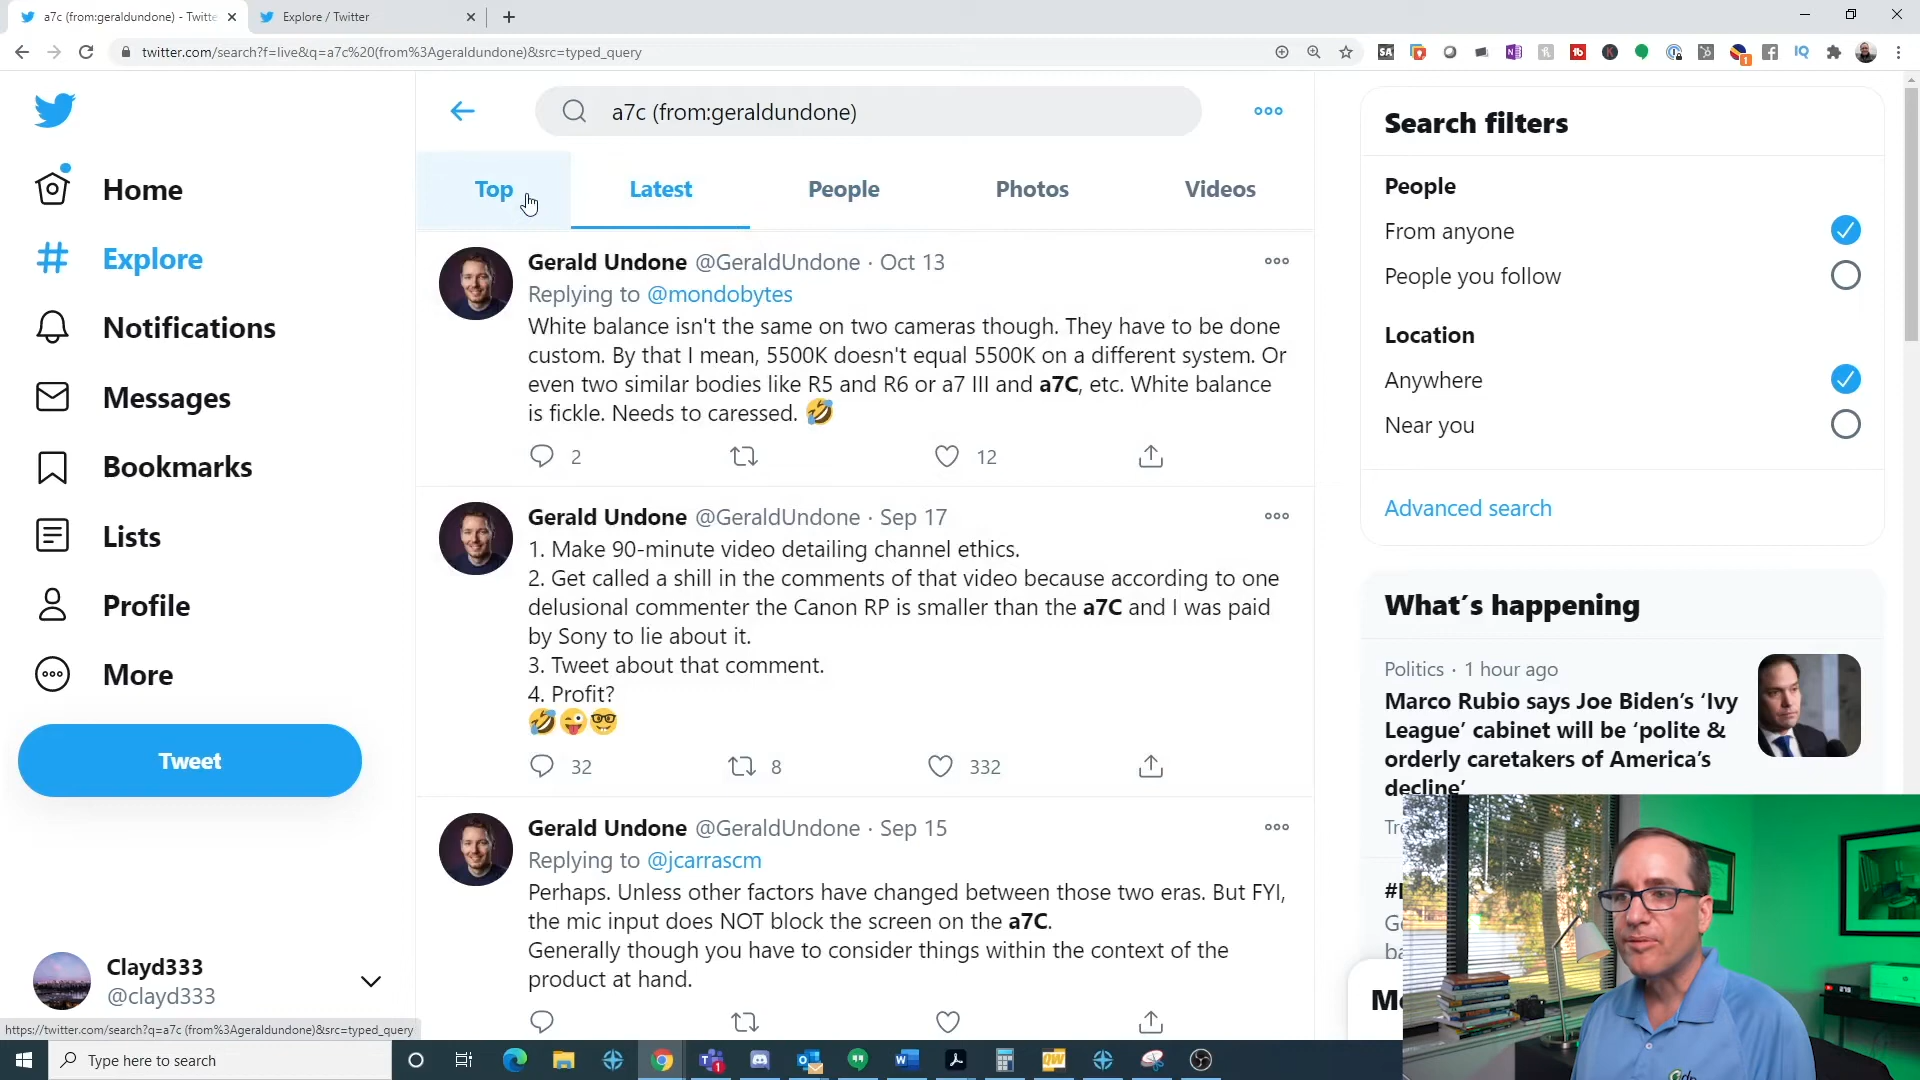 a7c (from:geraldundone) - Twitte
Explore / Twitter
twitter.com/search?f=live&q=a7c%20(from%3Ageraldundone)&src=typed_query
a7c (from:geraldundone)
Top
Latest
People
Photos
Videos
Home
Explore
Notifications
Messages
Bookmarks
Lists
Profile
More
Tweet
Clayd333
@clayd333
Gerald Undone @GeraldUndone · Oct 13
Replying to @mondobytes
White balance isn't the same on two cameras though. They have to be done
custom. By that I mean, 5500K doesn't equal 5500K on a different system. Or
even two similar bodies like R5 and R6 or a7 III and a7C, etc. White balance
is fickle. Needs to caressed. 🤣
2
12
Gerald Undone @GeraldUndone · Sep 17
1. Make 90-minute video detailing channel ethics.
2. Get called a shill in the comments of that video because according to one
delusional commenter the Canon RP is smaller than the a7C and I was paid
by Sony to lie about it.
3. Tweet about that comment.
4. Profit?
🤣😜🤓
32
8
332
Gerald Undone @GeraldUndone · Sep 15
Replying to @jcarrascm
Perhaps. Unless other factors have changed between those two eras. But FYI,
the mic input does NOT block the screen on the a7C.
Generally though you have to consider things within the context of the
product at hand.
Search filters
People
From anyone
People you follow
Location
Anywhere
Near you
Advanced search
What´s happening
Politics · 1 hour ago
Marco Rubio says Joe Biden's 'Ivy
League' cabinet will be 'polite &
orderly caretakers of America's
decline'
https://twitter.com/search?q=a7c (from%3Ageraldundone)&src=typed_query
Type here to search